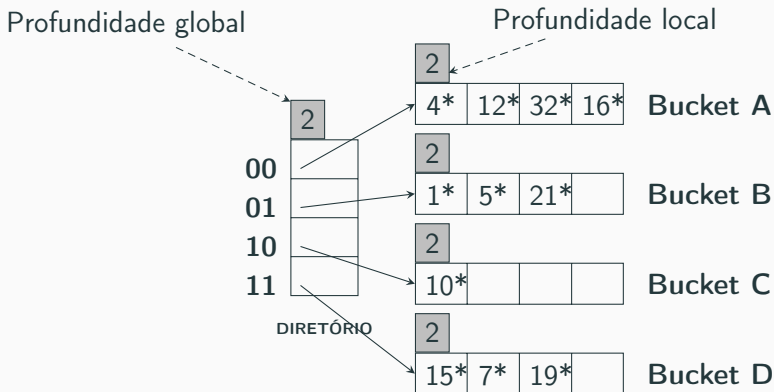 Profundidade global
Profundidade local
2
2
4* 12* 32* 16* Bucket A
00
2
01
1* 5* 21* Bucket B
10
2
11
10* Bucket C
DIRETÓRIO
2
15* 7* 19* Bucket D